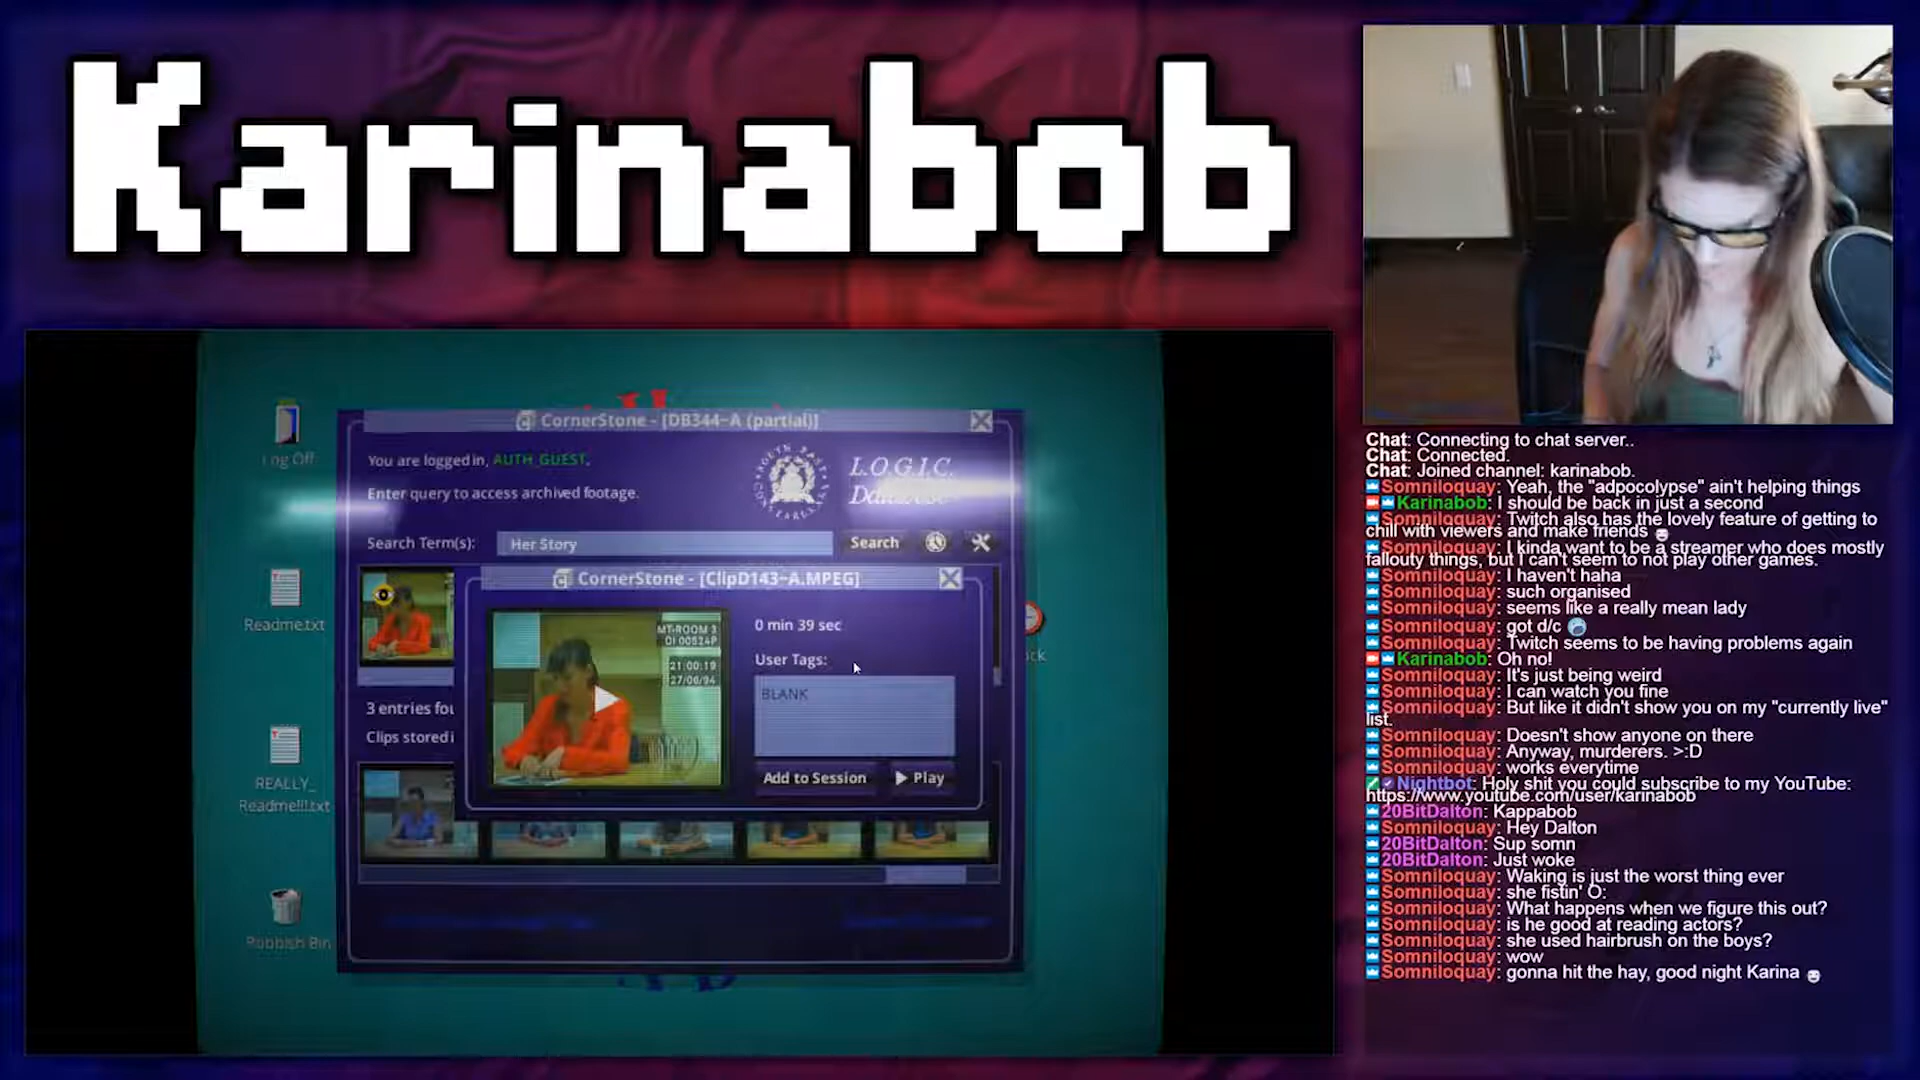 Karinabob
Log Off
Readme.txt
REALLY_
Readme!!!.txt
Rubbish Bin
CornerStone - [DB344-A (partial)]
You are logged in, AUTH_GUEST.
Enter query to access archived footage.
L.O.G.I.C.
Search Term(s): Her Story Search
CornerStone - [ClipD143-A.MPEG]
MT-ROOM 3
21:00:19
27/06/94
0 min 39 sec
User Tags:
BLANK
Add to Session Play
3 entries fou
Clips stored i
Chat: Connecting to chat server..
Chat: Connected.
Chat: Joined channel: karinabob.
Somniloquay: Yeah, the "adpocolypse" ain't helping things
Karinabob: I should be back in just a second
Somniloquay: Twitch also has the lovely feature of getting to
chill with viewers and make friends
Somniloquay: I kinda want to be a streamer who does mostly
fallouty things, but I can't seem to not play other games.
Somniloquay: I haven't haha
Somniloquay: such organised
Somniloquay: seems like a really mean lady
Somniloquay: got d/c
Somniloquay: Twitch seems to be having problems again
Karinabob: Oh no!
Somniloquay: It's just being weird
Somniloquay: I can watch you fine
Somniloquay: But like it didn't show you on my "currently live"
list.
Somniloquay: Doesn't show anyone on there
Somniloquay: Anyway, murderers. >:D
Somniloquay: works everytime
Nightbot: Holy shit you could subscribe to my YouTube:
https://www.youtube.com/user/karinabob
20BitDalton: Kappabob
Somniloquay: Hey Dalton
20BitDalton: Sup somn
20BitDalton: Just woke
Somniloquay: Waking is just the worst thing ever
Somniloquay: she fistin' O:
Somniloquay: What happens when we figure this out?
Somniloquay: is he good at reading actors?
Somniloquay: she used hairbrush on the boys?
Somniloquay: wow
Somniloquay: gonna hit the hay, good night Karina